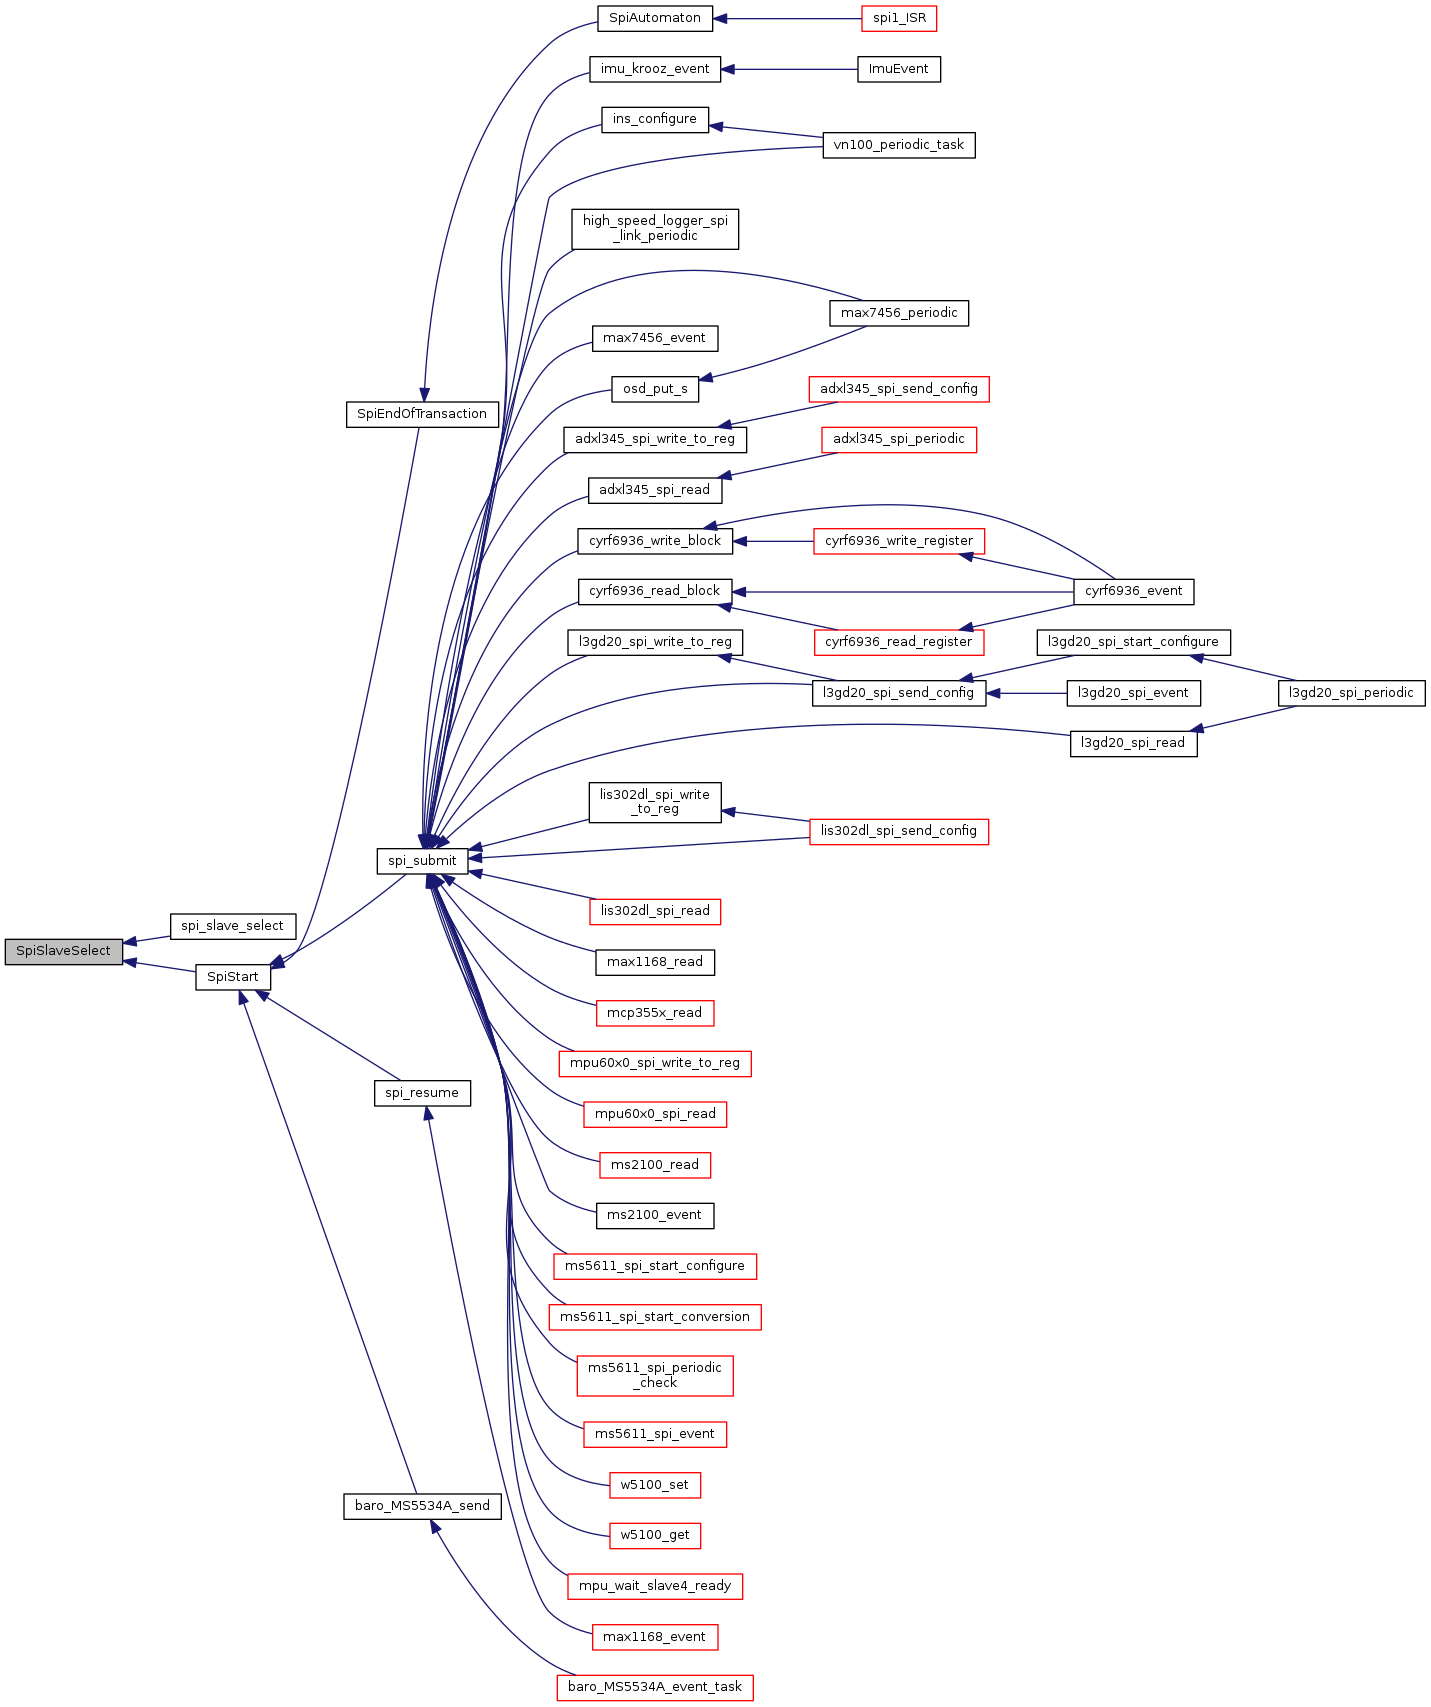 SpiAutomaton
spi1_ISR
imu_krooz_event
ImuEvent
ins_configure
vn100_periodic_task
high_speed_logger_spi
_link_periodic
max7456_periodic
max7456_event
osd_put_s
adxl345_spi_send_config
SpiEndOfTransaction
adxl345_spi_write_to_reg
adxl345_spi_periodic
adxl345_spi_read
cyrf6936_write_block
cyrf6936_write_register
cyrf6936_read_block
cyrf6936_event
l3gd20_spi_write_to_reg
cyrf6936_read_register
l3gd20_spi_start_configure
l3gd20_spi_send_config
l3gd20_spi_event
l3gd20_spi_periodic
l3gd20_spi_read
lis302dl_spi_write
_to_reg
lis302dl_spi_send_config
spi_submit
lis302dl_spi_read
spi_slave_select
SpiSlaveSelect
max1168_read
SpiStart
mcp355x_read
mpu60x0_spi_write_to_reg
spi_resume
mpu60x0_spi_read
ms2100_read
ms2100_event
ms5611_spi_start_configure
ms5611_spi_start_conversion
ms5611_spi_periodic
_check
ms5611_spi_event
w5100_set
baro_MS5534A_send
w5100_get
mpu_wait_slave4_ready
max1168_event
baro_MS5534A_event_task